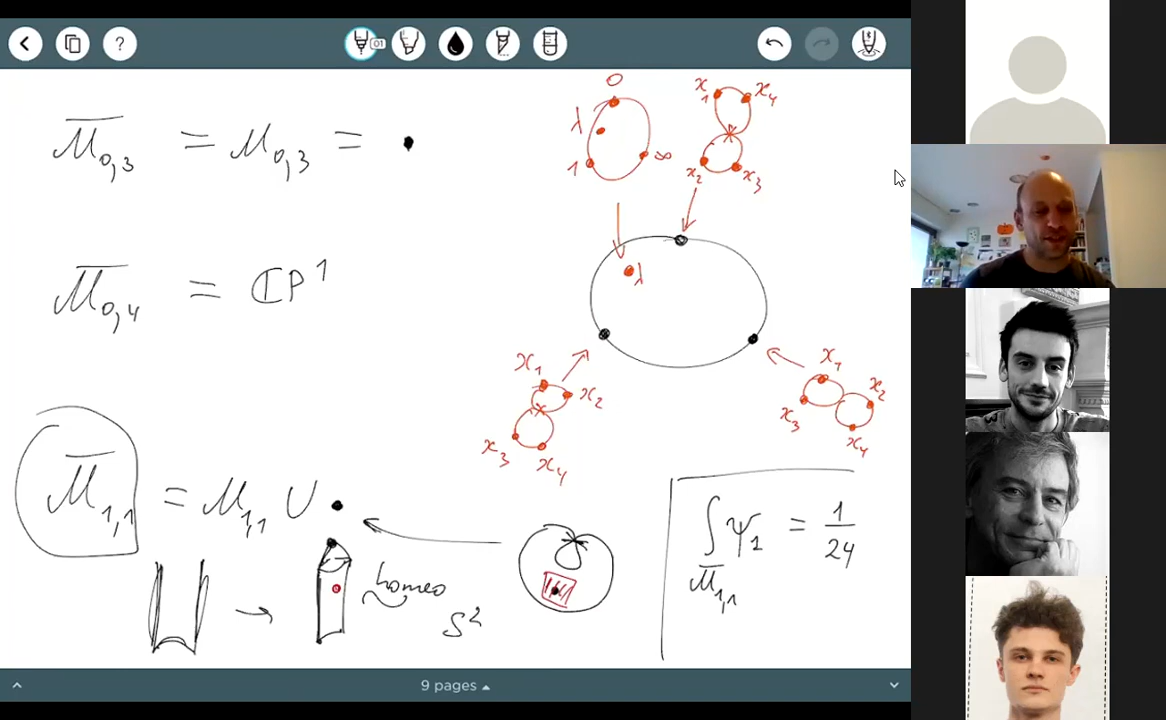 01
?
M̅₀,₃ = M₀,₃ = •
0
λ
1
∞
x₁ x₄
x₂ x₃
λ
M̅₀,₄ = ℂP¹
x₁ x₂
x₃ x₄
x₁
x₂
x₃
x₄
M̅₁,₁ = M₁,₁ ∪ •
homeo
S²
∫ ψ₁ = 1/24
M̅₁,₁
9 pages